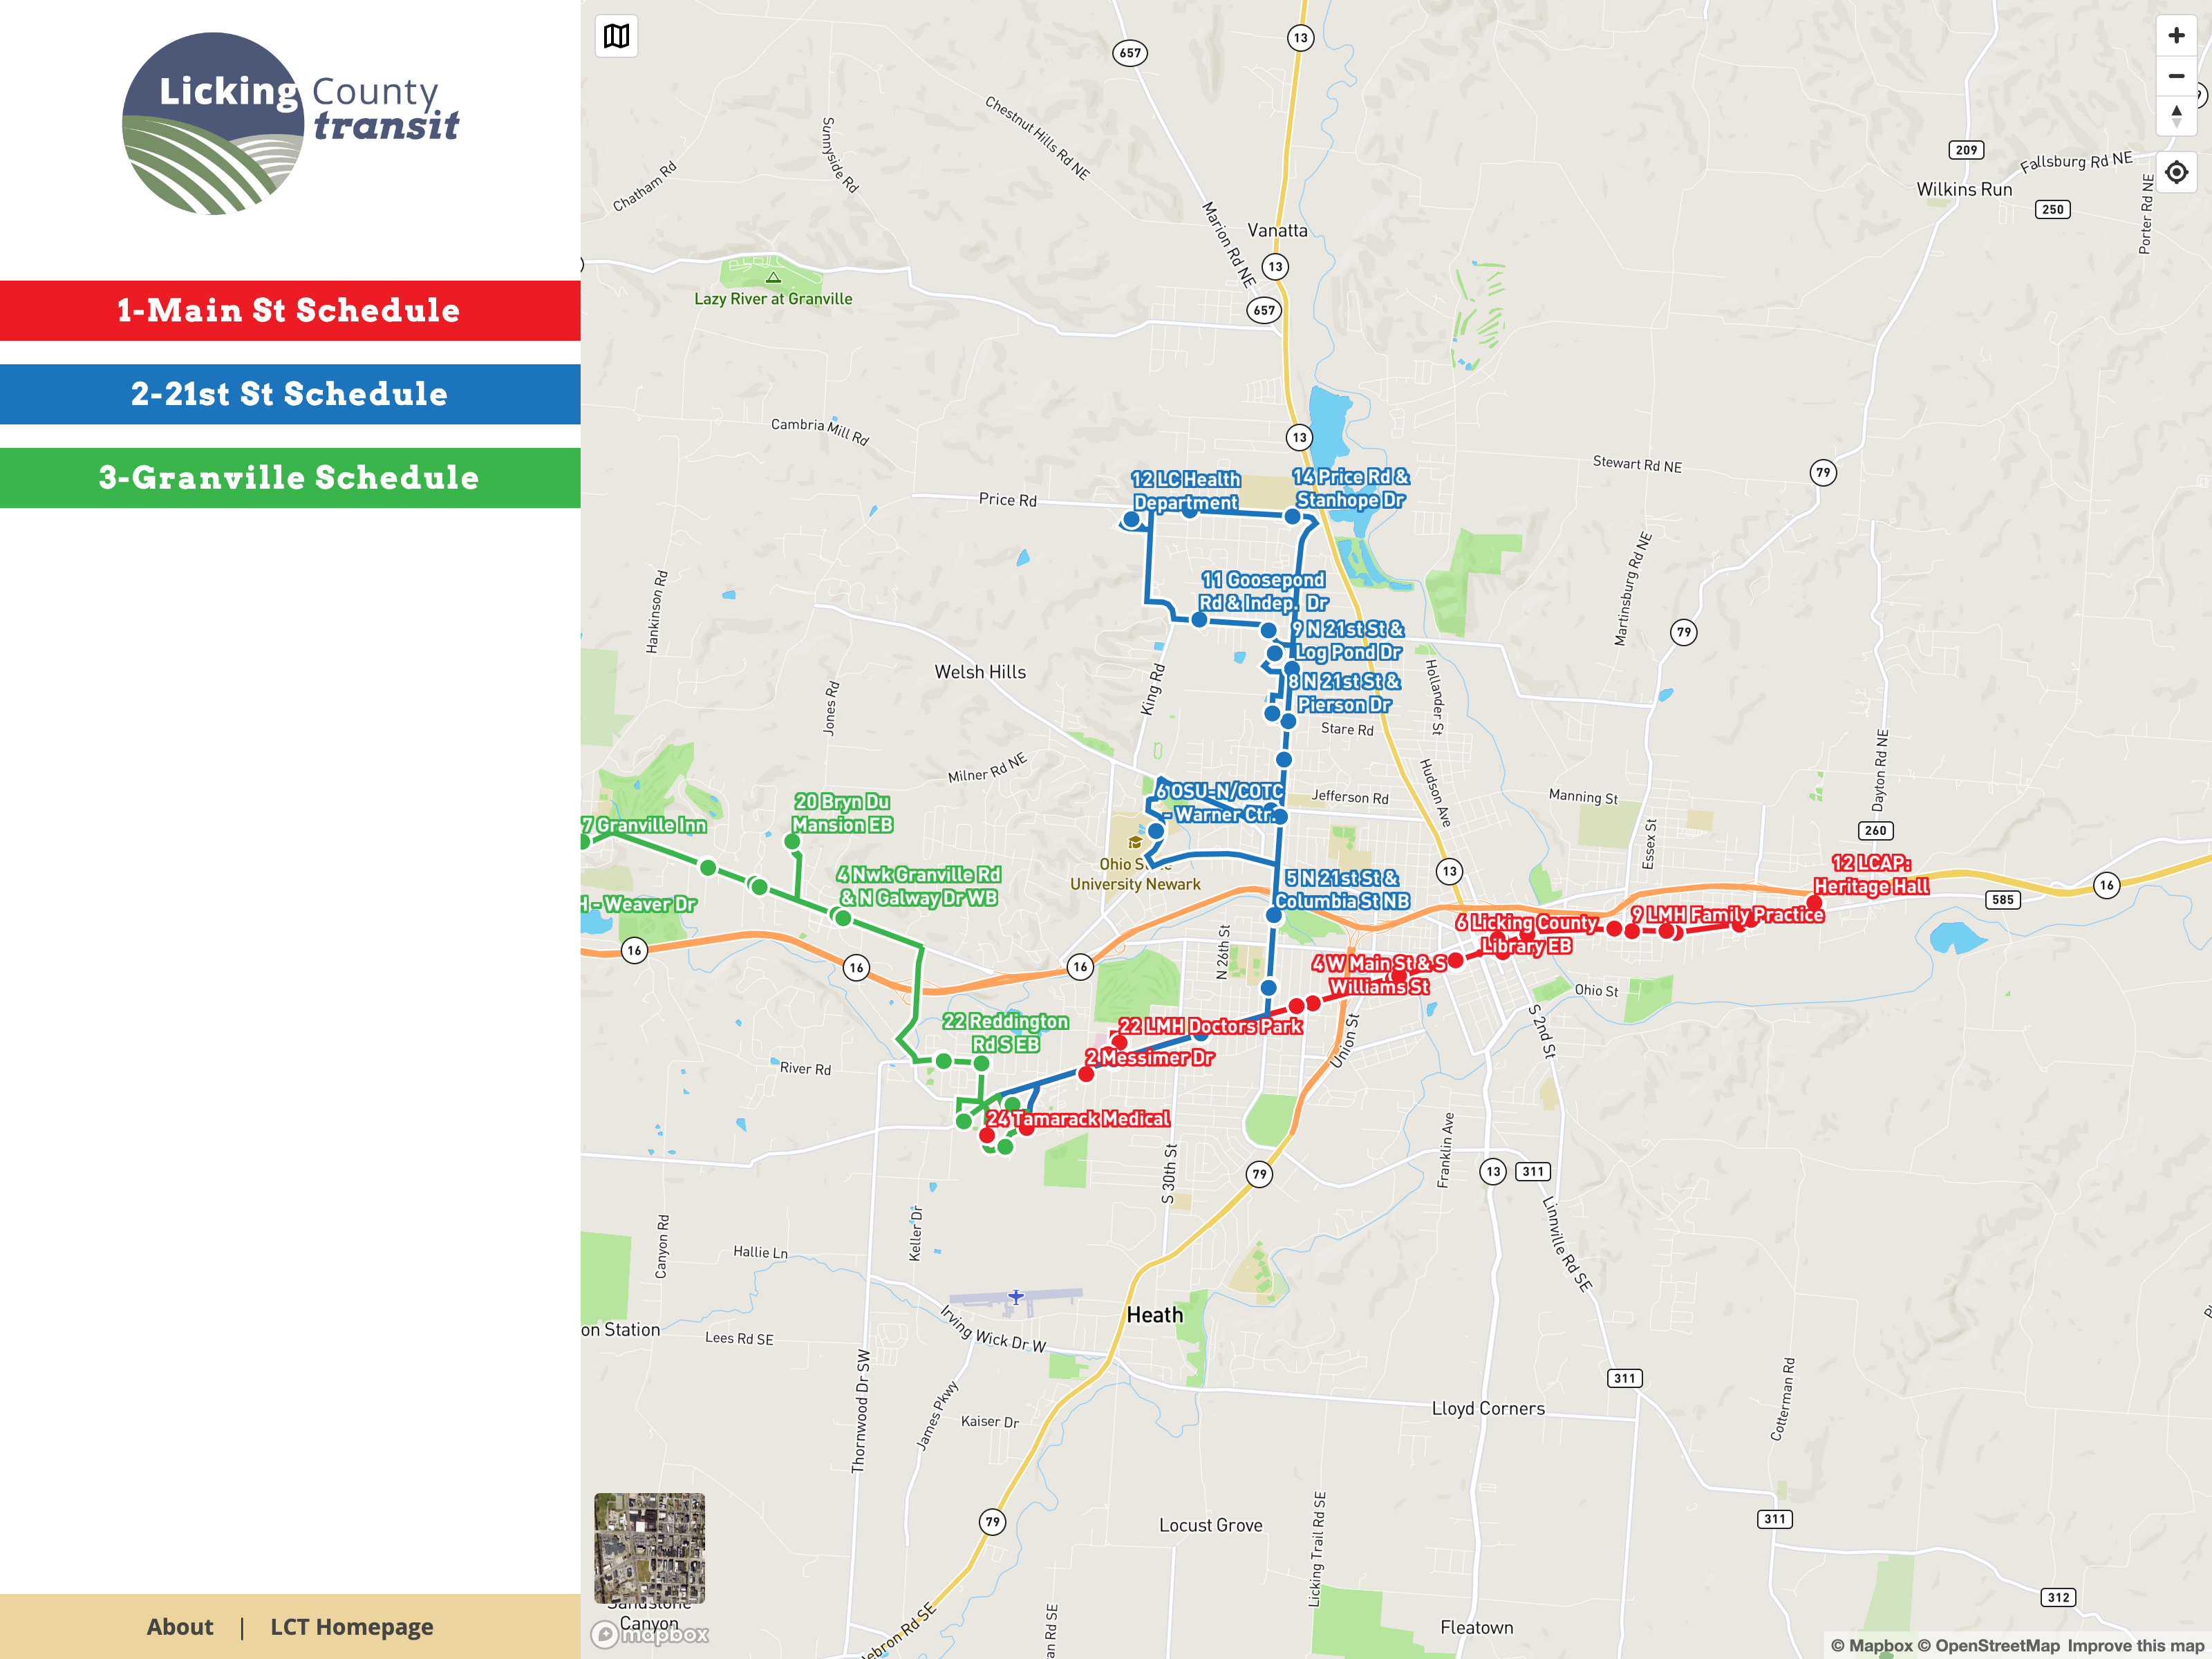 Licking County
transit
1-Main St Schedule
2-21st St Schedule
3-Granville Schedule
About | LCT Homepage
657
13
Chestnut Hills Rd NE
Sunnyside Rd
Chatham Rd
209
Fallsburg Rd NE
Wilkins Run
250
Porter Rd NE
Marion Rd NE
Vanatta
13
Lazy River at Granville
657
Cambria Mill Rd
13
Stewart Rd NE
79
12 LC Health
Department
14 Price Rd &
Stanhope Dr
Price Rd
Hankinson Rd
11 Goosepond
Rd & Indep. Dr
Martinsburg Rd NE
9 N 21st St &
Log Pond Dr
79
Welsh Hills
King Rd
Hollander St
Jones Rd
8 N 21st St &
Pierson Dr
Stare Rd
Milner Rd NE
Hudson Ave
Dayton Rd NE
6 OSU-N/COTC
- Warner Ctr.
Jefferson Rd
Manning St
20 Bryn Du
Mansion EB
7 Granville Inn
Essex St
260
Ohio State
University Newark
13
12 LCAP:
Heritage Hall
4 Nwk Granville Rd
& N Galway Dr WB
5 N 21st St &
Columbia St NB
16
585
- Weaver Dr
9 LMH Family Practice
6 Licking County
Library EB
16
16
16
N 26th St
4 W Main St & S
Williams St
Ohio St
22 Reddington
Rd S EB
22 LMH Doctors Park
S 2nd St
Union St
2 Messimer Dr
River Rd
24 Tamarack Medical
Franklin Ave
S 30th St
79
13
311
Linnville Rd SE
Canyon Rd
Keller Dr
Hallie Ln
Heath
on Station
Lees Rd SE
Irving Wick Dr W
Thornwood Dr SW
James Pkwy
311
Cotterman Rd
Lloyd Corners
Kaiser Dr
79
Locust Grove
Licking Trail Rd SE
311
312
Sandstone
Canyon
mapbox
ebron Rd SE
an Rd SE
Fleatown
© Mapbox © OpenStreetMap Improve this map